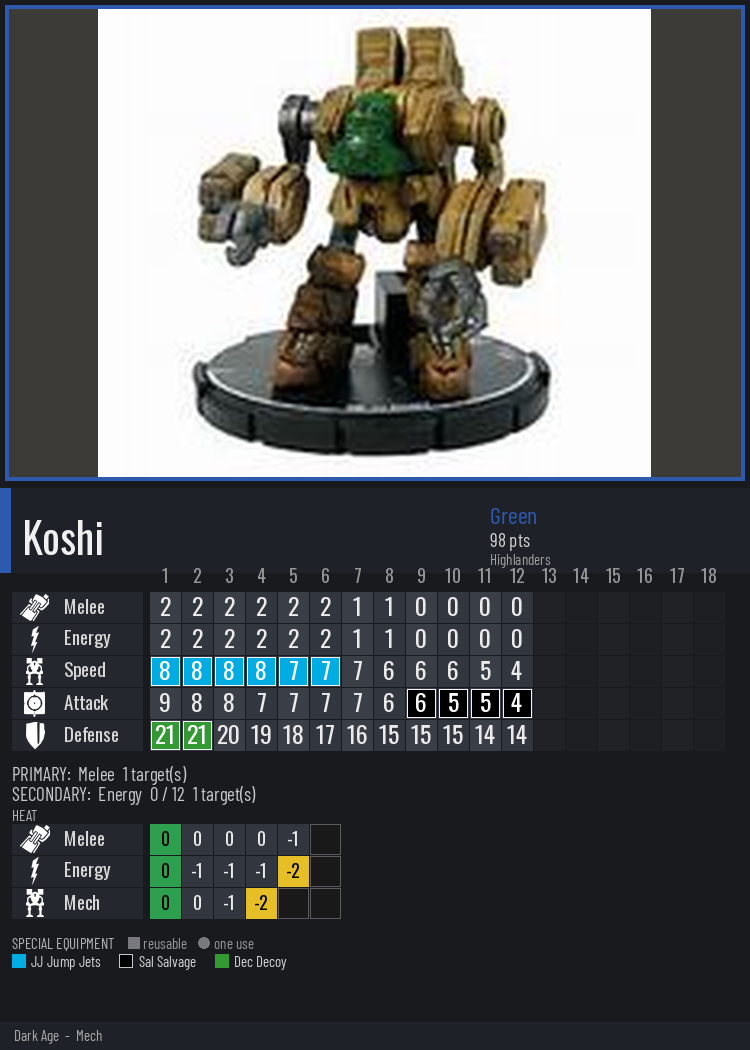 Koshi
Green
98 pts
Highlanders
1 2 3 4 5 6 7 8 9 10 11 12 13 14 15 16 17 18
Melee 2 2 2 2 2 2 1 1 0 0 0 0
Energy 2 2 2 2 2 2 1 1 0 0 0 0
Speed 8 8 8 8 7 7 7 6 6 6 5 4
Attack 9 8 8 7 7 7 7 6 6 5 5 4
Defense 21 21 20 19 18 17 16 15 15 15 14 14
PRIMARY: Melee 1 target(s)
SECONDARY: Energy 0 / 12 1 target(s)
HEAT
Melee 0 0 0 0 -1
Energy 0 -1 -1 -1 -2
Mech 0 0 -1 -2
SPECIAL EQUIPMENT reusable one use
JJ Jump Jets Sal Salvage Dec Decoy
Dark Age - Mech